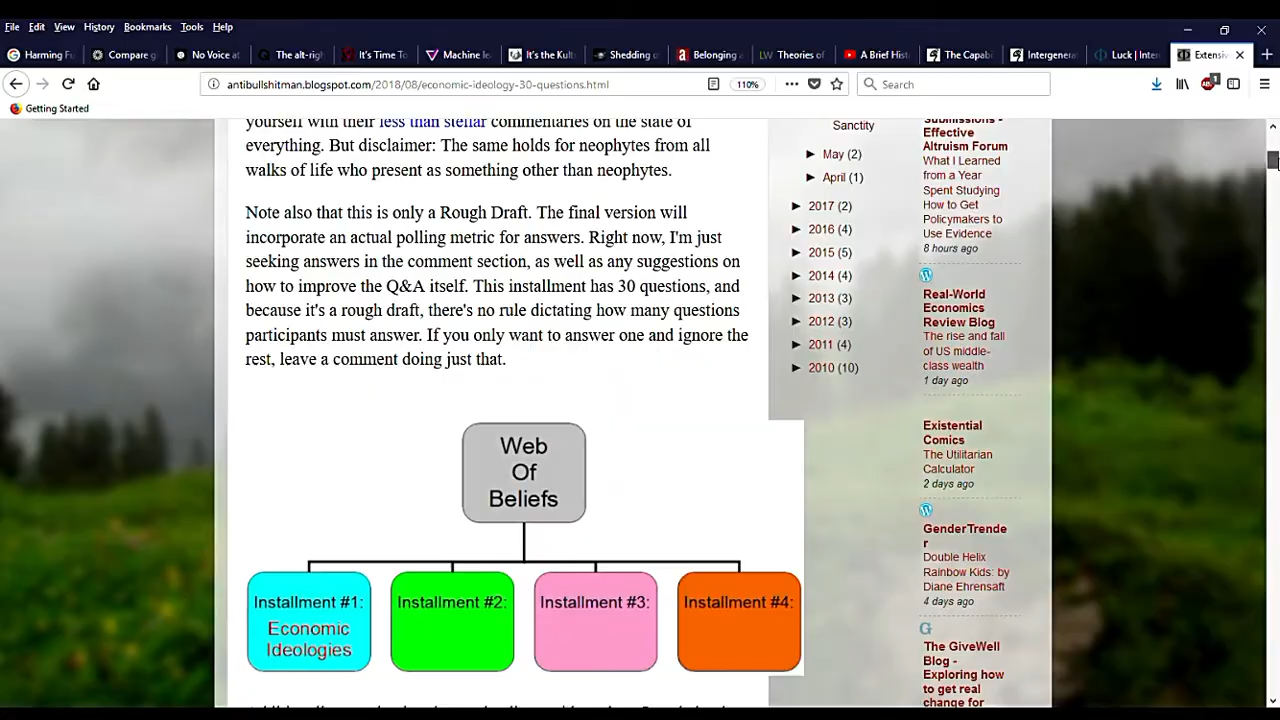 File Edit View History Bookmarks Tools Help
Harming Fu
Compare g
No Voice at
The alt-righ
It's Time To
Machine lea
It's the Kult
Shedding o
Belonging a
Theories of
A Brief Hist
The Capab
Intergenera
Luck | Inter
Extensiv
antibullshitman.blogspot.com/2018/08/economic-ideology-30-questions.html
110%
Search
Getting Started
yourself with their less than stellar commentaries on the state of
everything. But disclaimer: The same holds for neophytes from all
walks of life who present as something other than neophytes.
Note also that this is only a Rough Draft. The final version will
incorporate an actual polling metric for answers. Right now, I'm just
seeking answers in the comment section, as well as any suggestions on
how to improve the Q&A itself. This installment has 30 questions, and
because it's a rough draft, there's no rule dictating how many questions
participants must answer. If you only want to answer one and ignore the
rest, leave a comment doing just that.
Web
Of
Beliefs
Installment #1:
Economic
Ideologies
Installment #2:
Installment #3:
Installment #4:
Sanctity
► May (2)
► April (1)
► 2017 (2)
► 2016 (4)
► 2015 (5)
► 2014 (4)
► 2013 (3)
► 2012 (3)
► 2011 (4)
► 2010 (10)
Submissions -
Effective
Altruism Forum
What I Learned
from a Year
Spent Studying
How to Get
Policymakers to
Use Evidence
8 hours ago
Real-World
Economics
Review Blog
The rise and fall
of US middle-
class wealth
1 day ago
Existential
Comics
The Utilitarian
Calculator
2 days ago
GenderTrende
r
Double Helix
Rainbow Kids: by
Diane Ehrensaft
4 days ago
The GiveWell
Blog -
Exploring how
to get real
change for